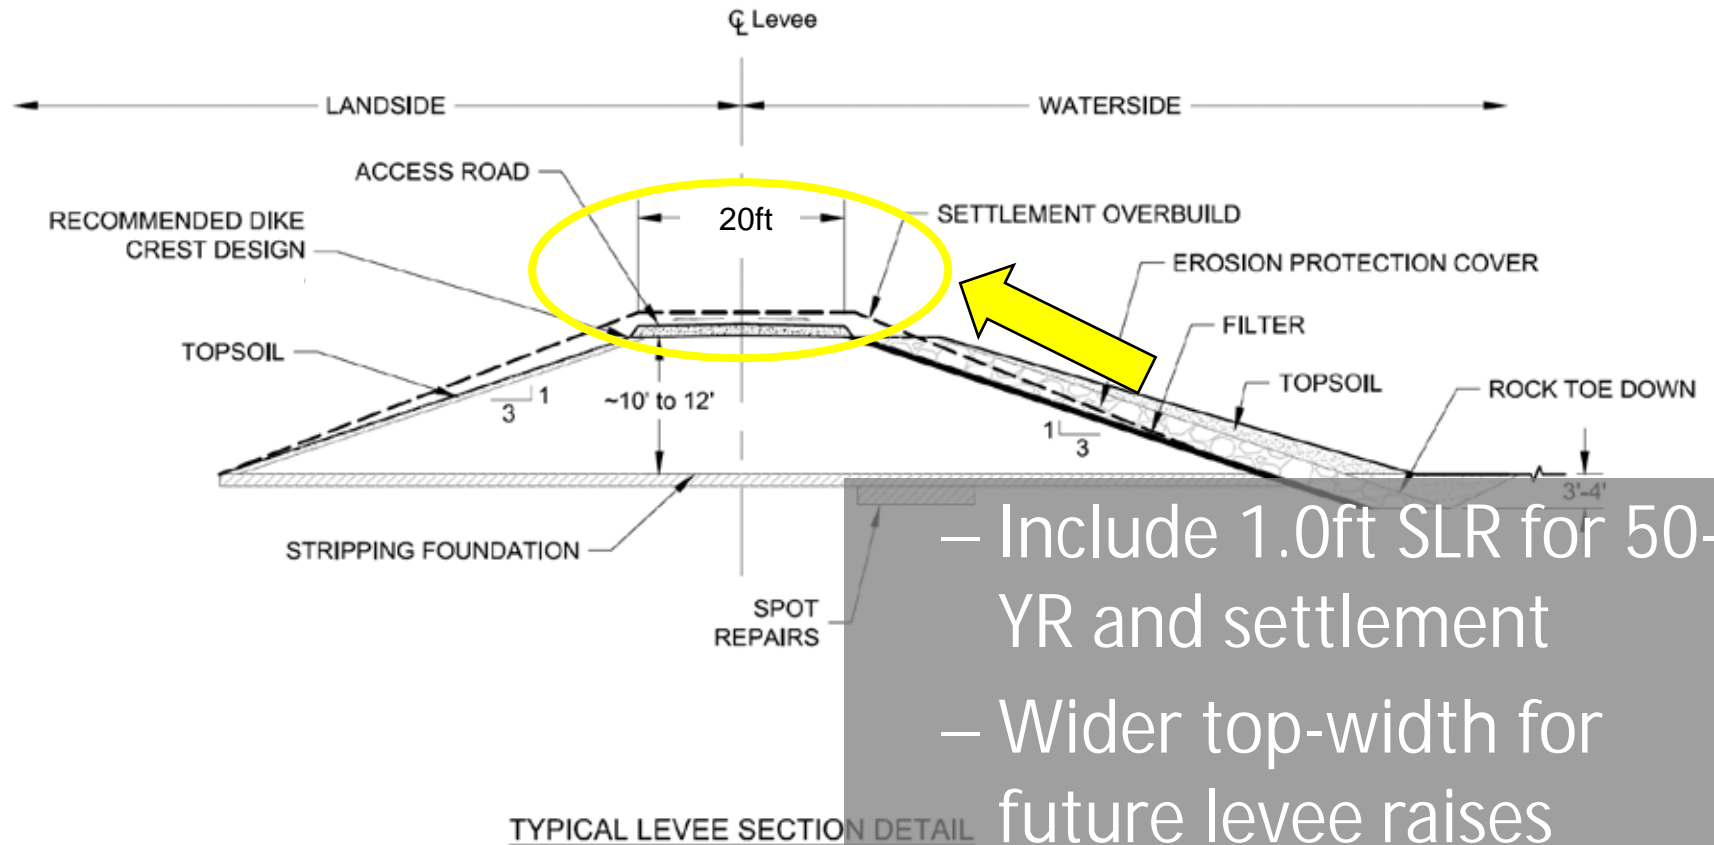 ℄ Levee
LANDSIDE
WATERSIDE
ACCESS ROAD
20ft
SETTLEMENT OVERBUILD
RECOMMENDED DIKE
CREST DESIGN
EROSION PROTECTION COVER
FILTER
TOPSOIL
TOPSOIL
ROCK TOE DOWN
1
3
~10' to 12'
1
3
3'-4'
STRIPPING FOUNDATION
SPOT
REPAIRS
– Include 1.0ft SLR for 50-
YR and settlement
– Wider top-width for
future levee raises
TYPICAL LEVEE SECTION DETAIL